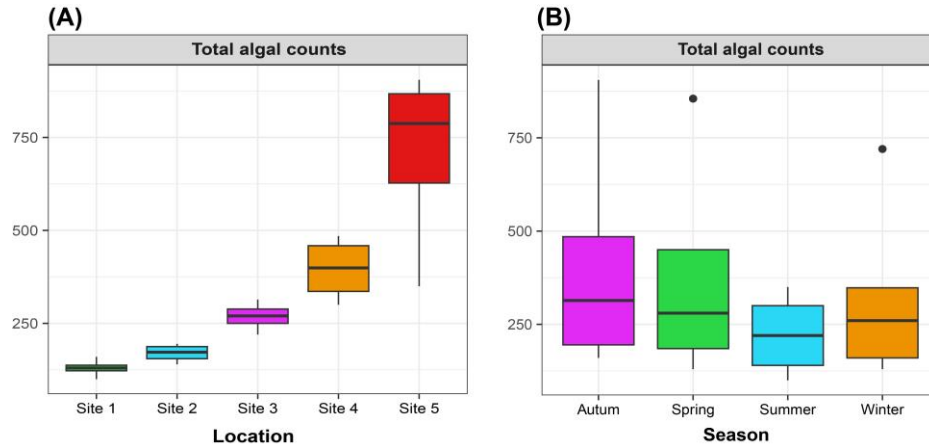 (A)
Total algal counts
750
500
250
Site 1 Site 2 Site 3 Site 4 Site 5
Location
(B)
Total algal counts
750
500
250
Autum Spring Summer Winter
Season